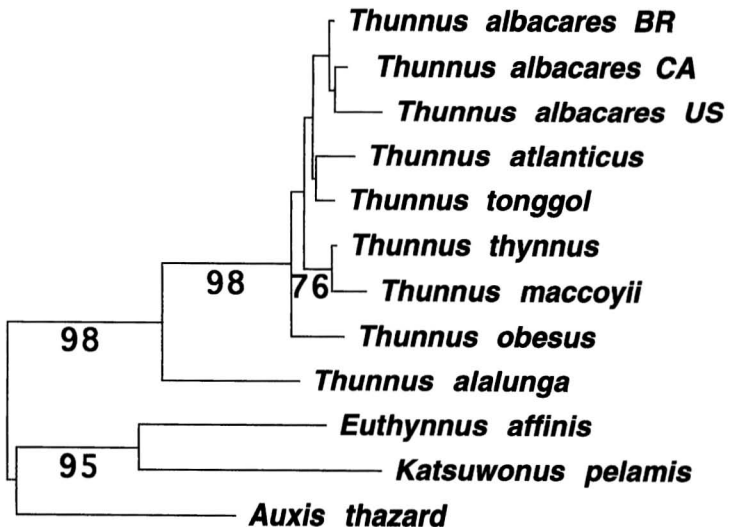 Thunnus albacares BR
Thunnus albacares CA
Thunnus albacares US
Thunnus atlanticus
Thunnus tonggol
Thunnus thynnus
98
76
Thunnus maccoyii
98
Thunnus obesus
Thunnus alalunga
Euthynnus affinis
95
Katsuwonus pelamis
Auxis thazard